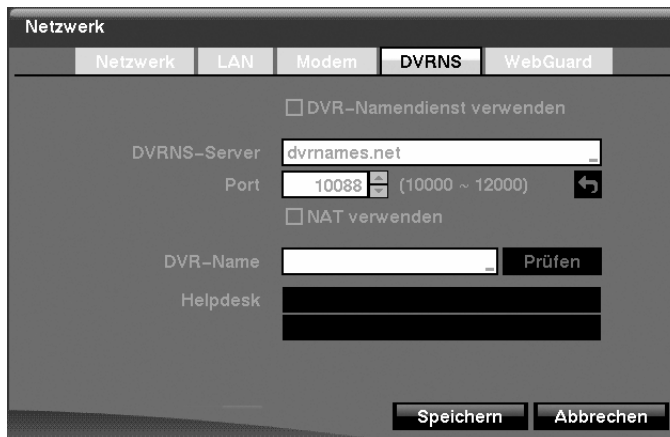 Netzwerk
Netzwerk LAN Modem DVRNS WebGuard
DVR-Namendienst verwenden
DVRNS-Server dvrnames.net
Port 10088 (10000 ~ 12000)
NAT verwenden
DVR-Name Prüfen
Helpdesk
Speichern Abbrechen